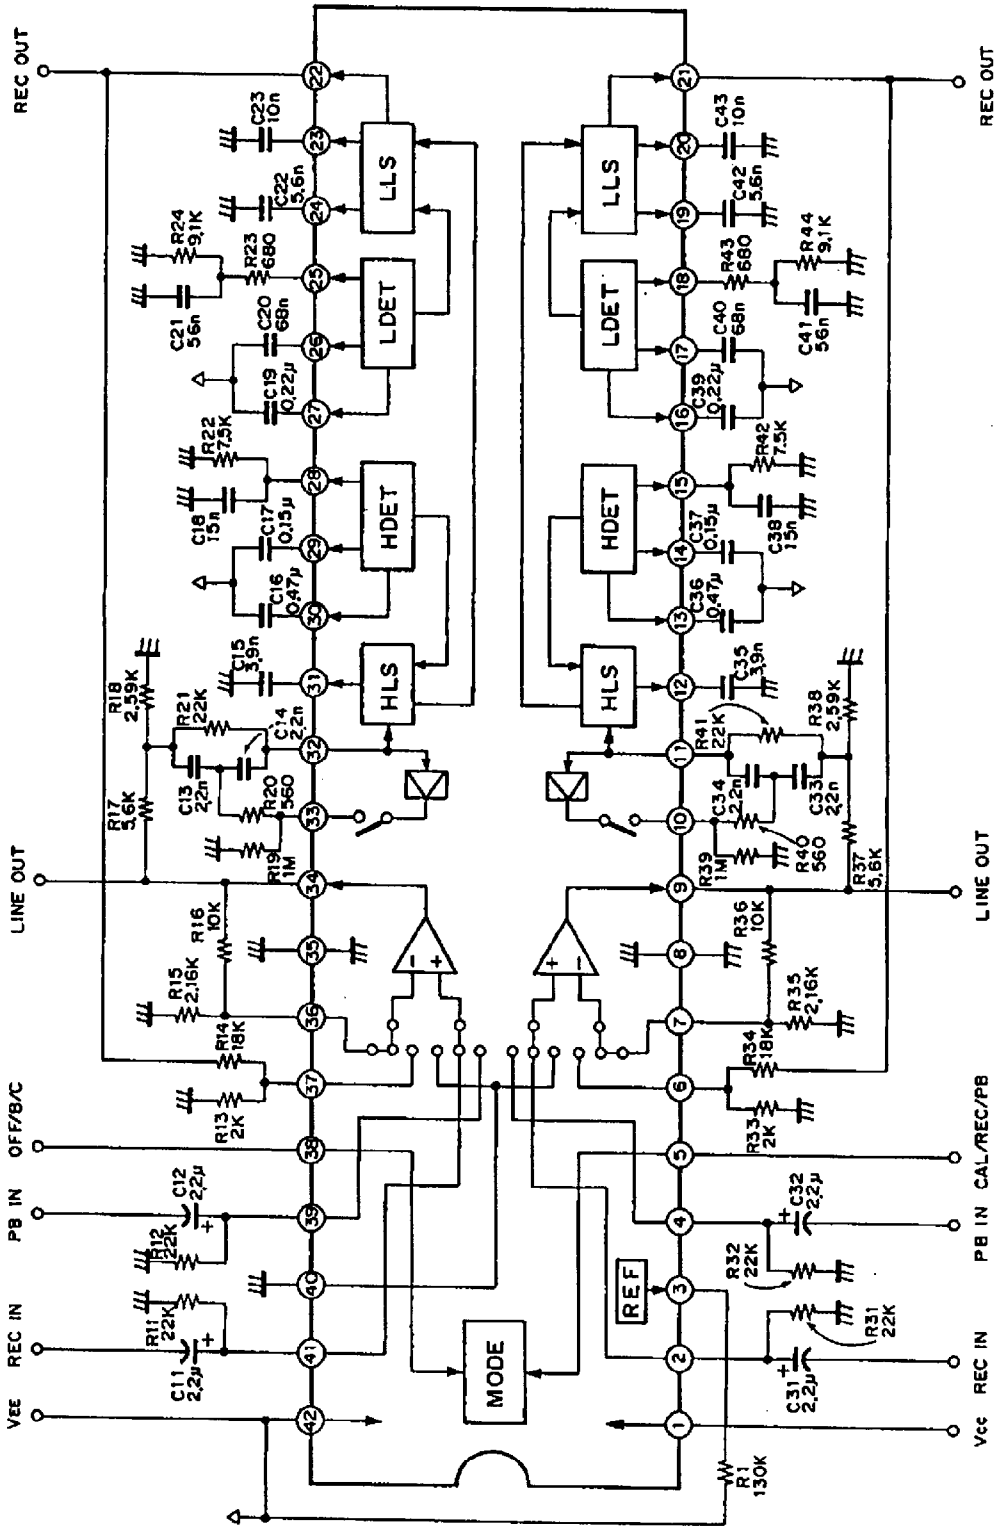 VEE
REC IN
PB IN
OFF/B/C
LINE OUT
REC OUT
C11
2.2μ
R11
22K
R12
22K
C12
2.2μ
R13
2K
R14
18K
R15
2.16K
R16
10K
R17
5.6K
R18
2.59K
R19
1M
R20
560
C13
22n
R21
22K
C14
2.2n
C15
3.9n
C16
0.47μ
C17
0.15μ
C18
15n
R22
7.5K
C19
0.22μ
C20
68n
C21
56n
R23
680
R24
9.1K
C22
5.6n
C23
10n
42
41
40
39
38
37
36
35
34
33
32
31
30
29
28
27
26
25
24
23
22
MODE
REF
−
+
+
−
HLS
HDET
LDET
LLS
HLS
HDET
LDET
LLS
1
2
3
4
5
6
7
8
9
10
11
12
13
14
15
16
17
18
19
20
21
R1
130K
C31
2.2μ
R31
22K
R32
22K
C32
2.2μ
R33
2K
R34
18K
R35
2.16K
R36
10K
R37
5.6K
R38
2.59K
R39
1M
R40
560
C33
22n
C34
2.2n
R41
22K
C35
3.9n
C36
0.47μ
C37
0.15μ
C38
15n
R42
7.5K
C39
0.22μ
C40
68n
C41
56n
R43
680
R44
9.1K
C42
5.6n
C43
10n
Vcc
REC IN
PB IN
CAL/REC/PB
LINE OUT
REC OUT